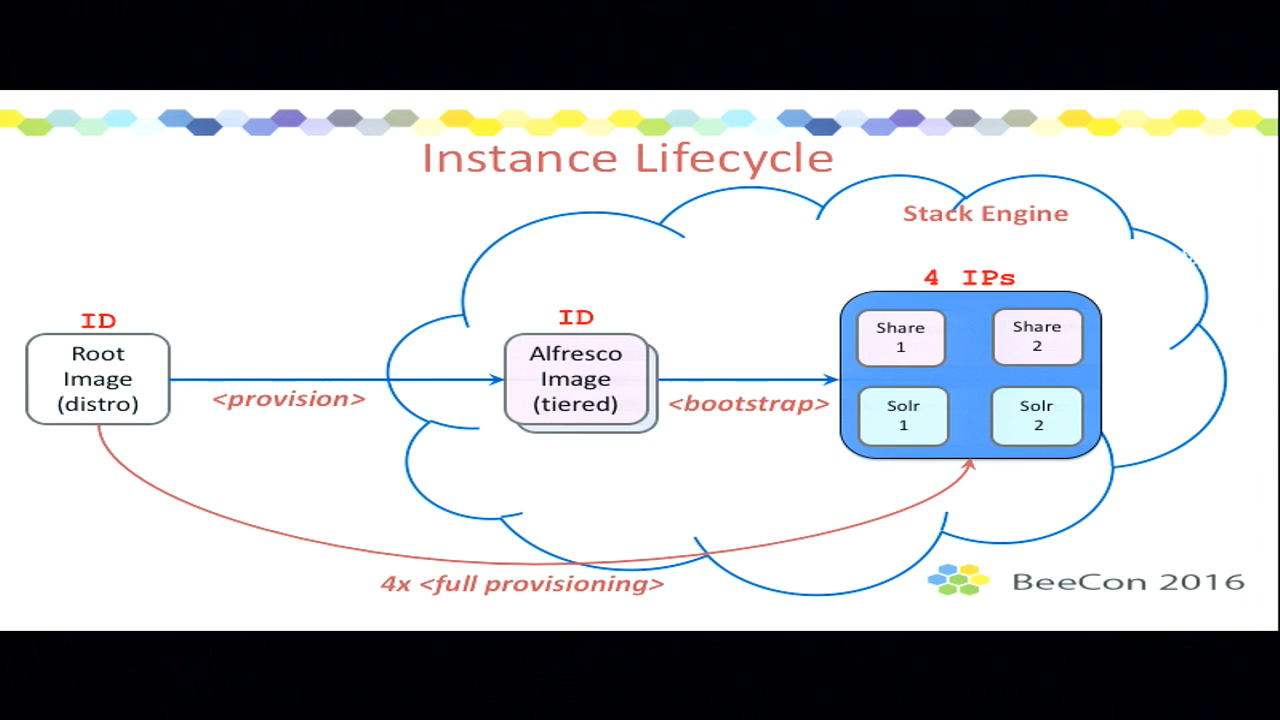 Instance Lifecycle
Stack Engine
4 IPs
ID
ID
Root
Image
(distro)
<provision>
Alfresco
Image
(tiered)
<bootstrap>
Share
1
Share
2
Solr
1
Solr
2
4x <full provisioning>
BeeCon 2016